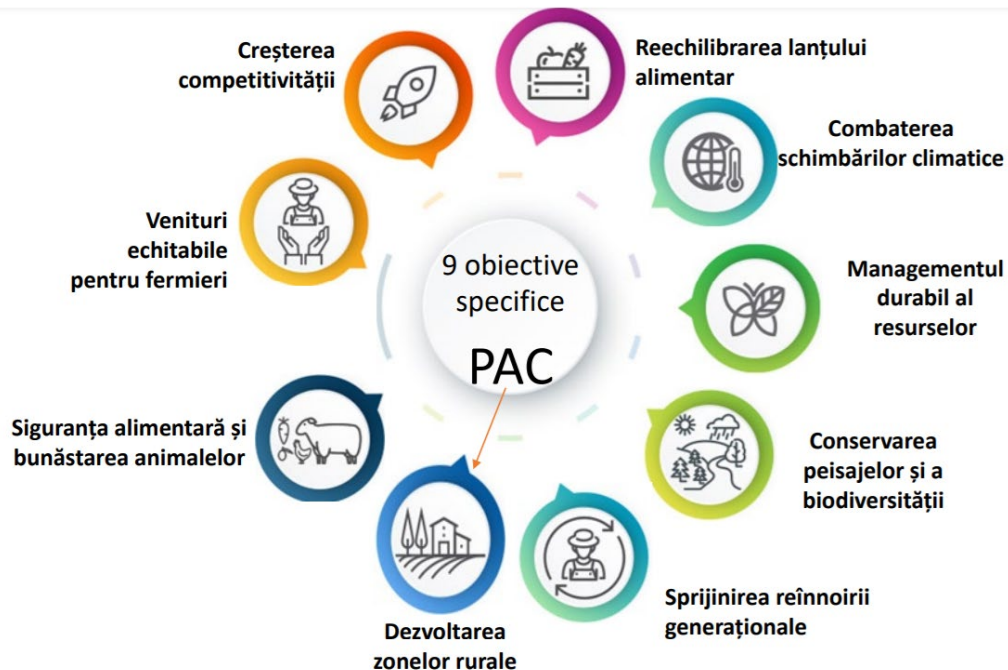 Creșterea
competitivității
Reechilibrarea lanțului
alimentar
Combaterea
schimbărilor climatice
Venituri
echitabile
pentru fermieri
9 obiective
specifice
PAC
Managementul
durabil al
resurselor
Siguranța alimentară și
bunăstarea animalelor
Conservarea
peisajelor și a
biodiversității
Dezvoltarea
zonelor rurale
Sprijinirea reînnoirii
generaționale